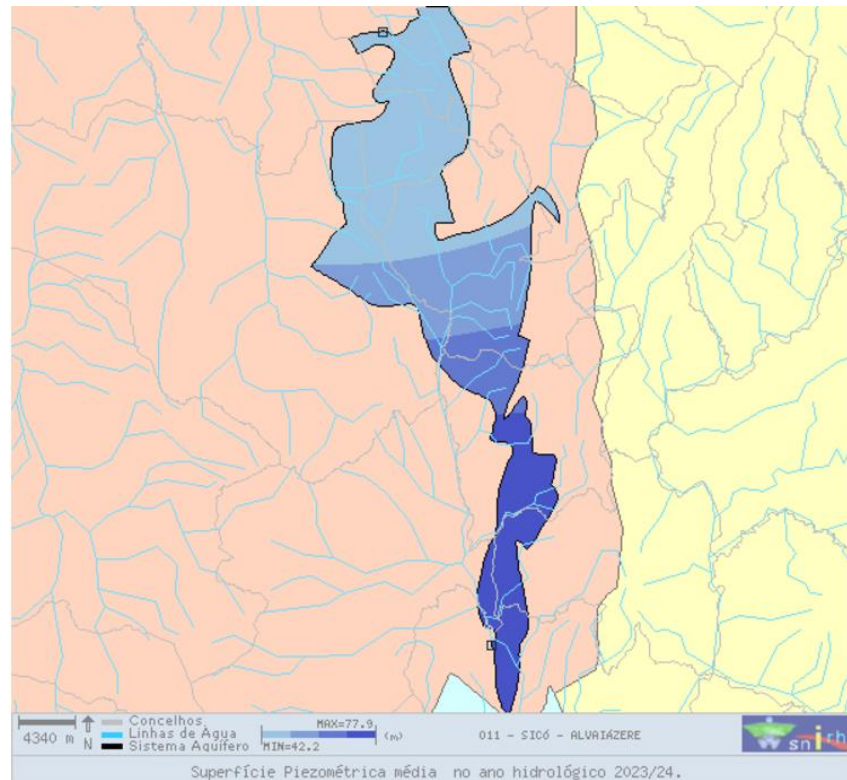 Concelhos
Linhas de Agua
Sistema Aquífero
4340 m
N
MAX=77.9
(m)
MIN=42.2
011 - SICó - ALVAIÁZERE
snirh
Superfície Piezométrica média no ano hidrológico 2023/24.